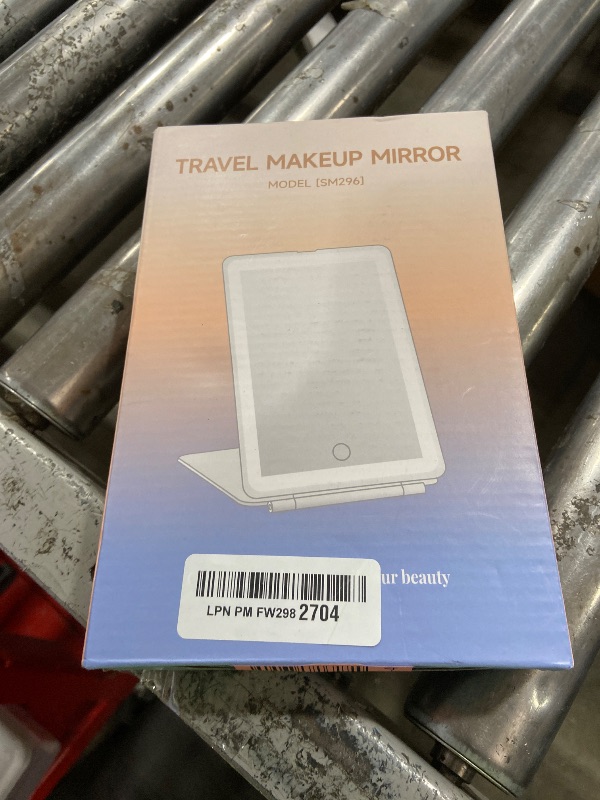 TRAVEL MAKEUP MIRROR
MODEL [SM296]
ur beauty
LPN PM FW298 2704